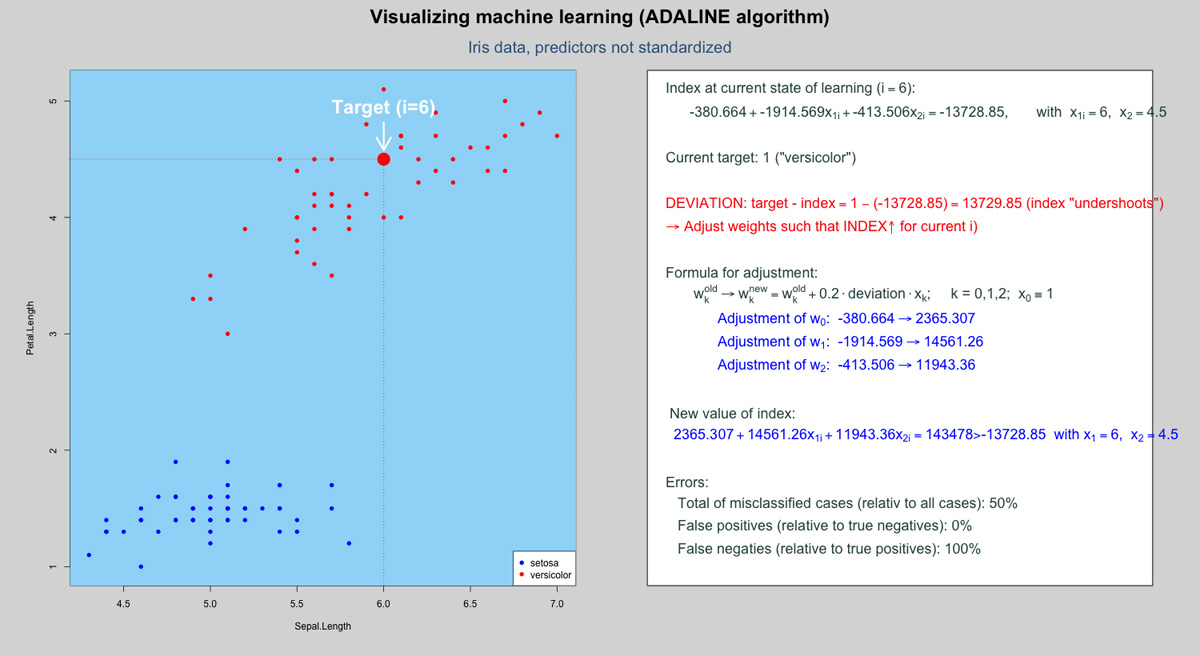 Visualizing machine learning (ADALINE algorithm)
Iris data, predictors not standardized
Target (i=6)
Petal.Length
5
4
3
2
1
4.5 5.0 5.5 6.0 6.5 7.0
Sepal.Length
setosa
versicolor
Index at current state of learning (i = 6):
-380.664 + -1914.569x1i + -413.506x2i = -13728.85, with x1i = 6, x2 = 4.5
Current target: 1 ("versicolor")
DEVIATION: target - index = 1 − (-13728.85) = 13729.85 (index "undershoots")
→ Adjust weights such that INDEX↑ for current i)
Formula for adjustment:
wk^old → wk^new = wk^old + 0.2 · deviation · xk; k = 0,1,2; x0 ≡ 1
Adjustment of w0: -380.664 → 2365.307
Adjustment of w1: -1914.569 → 14561.26
Adjustment of w2: -413.506 → 11943.36
New value of index:
2365.307 + 14561.26x1i + 11943.36x2i = 143478>-13728.85 with x1 = 6, x2 = 4.5
Errors:
Total of misclassified cases (relativ to all cases): 50%
False positives (relative to true negatives): 0%
False negaties (relative to true positives): 100%